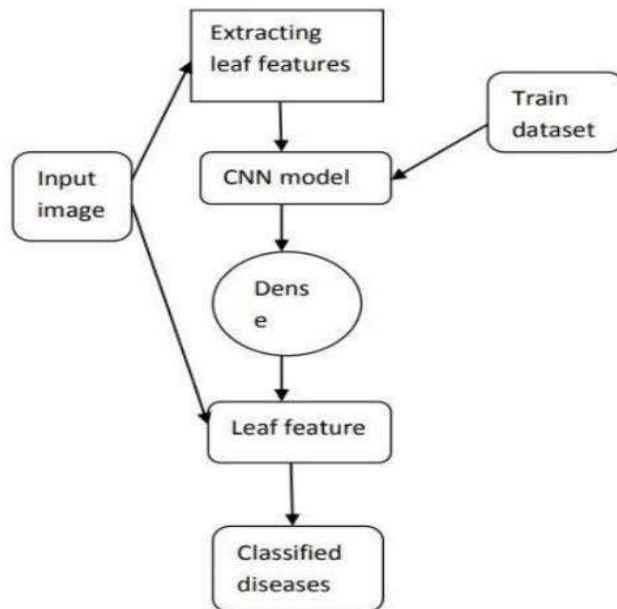 Extracting
leaf features
Train
dataset
Input
image
CNN model
Dens
e
Leaf feature
Classified
diseases